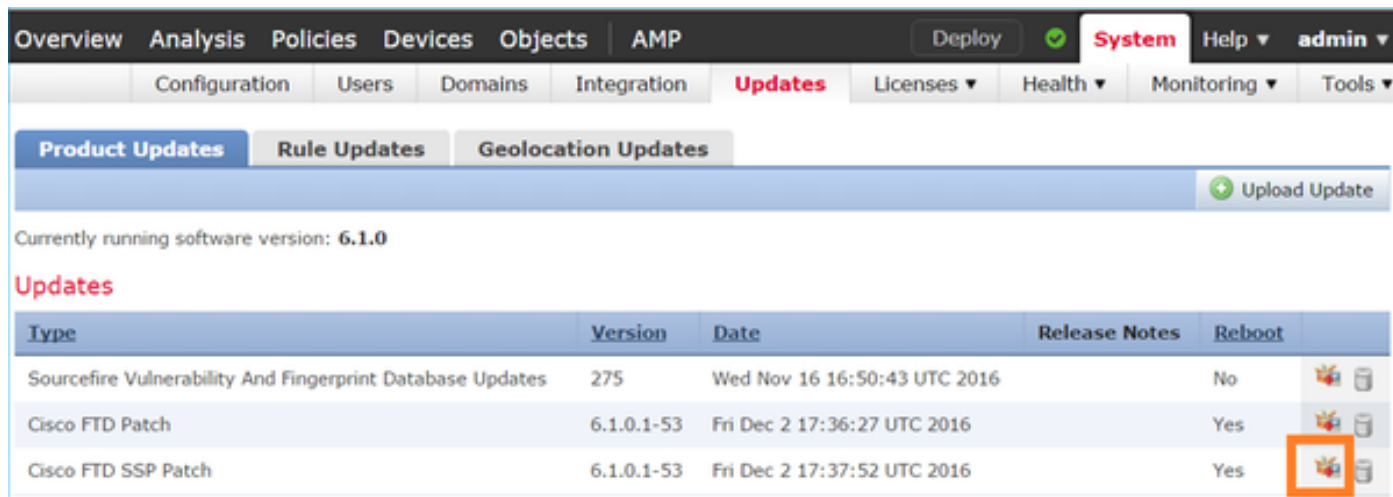 Overview Analysis Policies Devices Objects AMP Deploy System Help admin
Configuration Users Domains Integration Updates Licenses Health Monitoring Tools
Product Updates Rule Updates Geolocation Updates
Upload Update
Currently running software version: 6.1.0
Updates
Type Version Date Release Notes Reboot
Sourcefire Vulnerability And Fingerprint Database Updates 275 Wed Nov 16 16:50:43 UTC 2016 No
Cisco FTD Patch 6.1.0.1-53 Fri Dec 2 17:36:27 UTC 2016 Yes
Cisco FTD SSP Patch 6.1.0.1-53 Fri Dec 2 17:37:52 UTC 2016 Yes